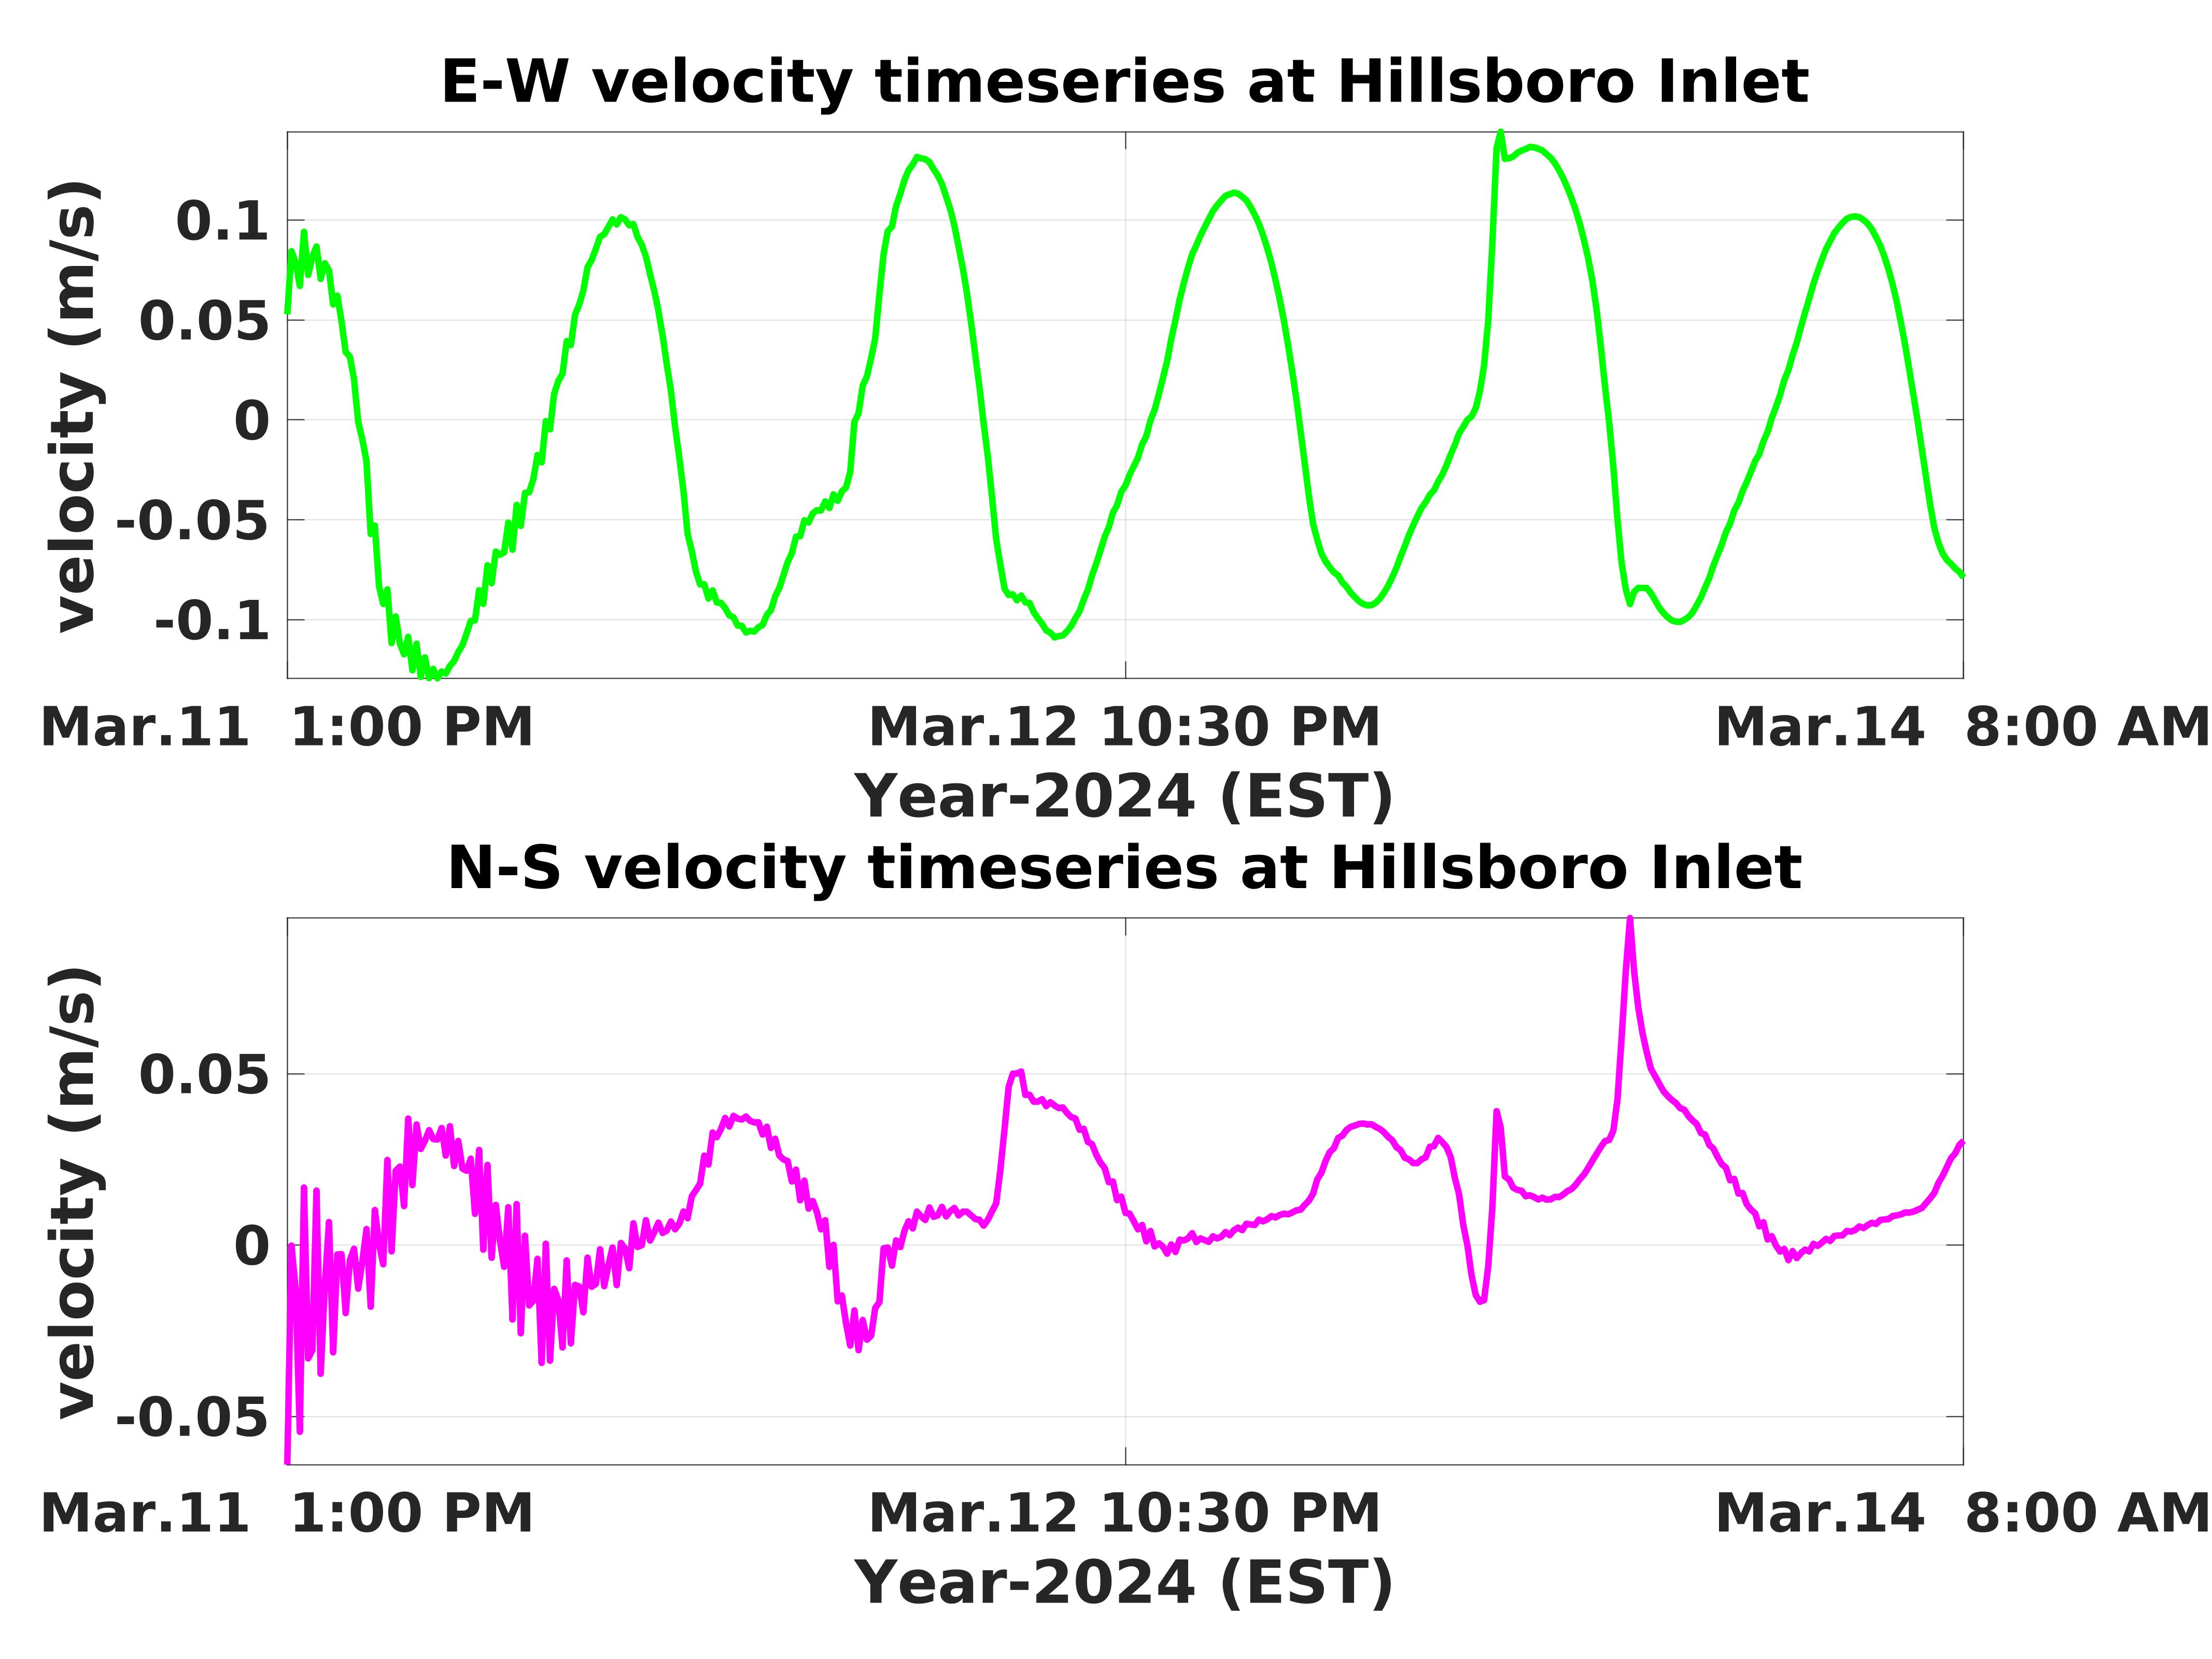 E-W velocity timeseries at Hillsboro Inlet
velocity (m/s)
0.1
0.05
0
-0.05
-0.1
Mar.11 1:00 PM Mar.12 10:30 PM Mar.14 8:00 AM
Year-2024 (EST)
N-S velocity timeseries at Hillsboro Inlet
velocity (m/s)
0.05
0
-0.05
Mar.11 1:00 PM Mar.12 10:30 PM Mar.14 8:00 AM
Year-2024 (EST)